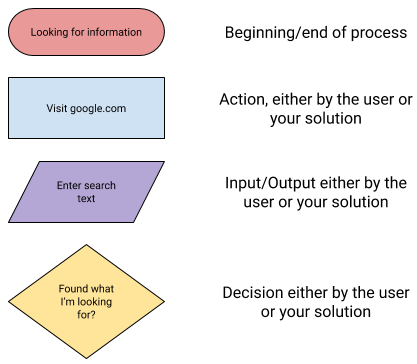 Looking for information
Beginning/end of process
Visit google.com
Action, either by the user or
your solution
Enter search
text
Input/Output either by the
user or your solution
Found what
I'm looking
for?
Decision either by the user
or your solution